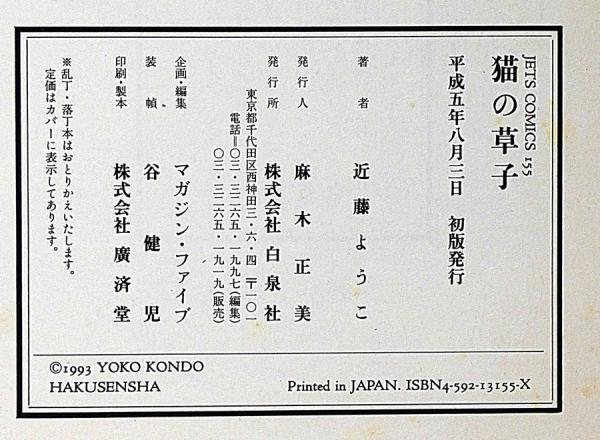 JETS COMICS 155
猫の草子
平成五年八月三日　初版発行
著者　近藤ようこ
発行人　麻木正美
発行所　株式会社白泉社
東京都千代田区西神田三・六・四　〒一〇一
電話＝〇三・三二六五・一九九七（編集）
〇三・三二六五・一九一九（販売）
企画・編集　マガジン・ファイブ
装幀　谷健児
印刷・製本　株式会社廣済堂
※乱丁・落丁本はおとりかえいたします。
定価はカバーに表示してあります。
©1993 YOKO KONDO
HAKUSENSHA
Printed in JAPAN. ISBN4-592-13155-X